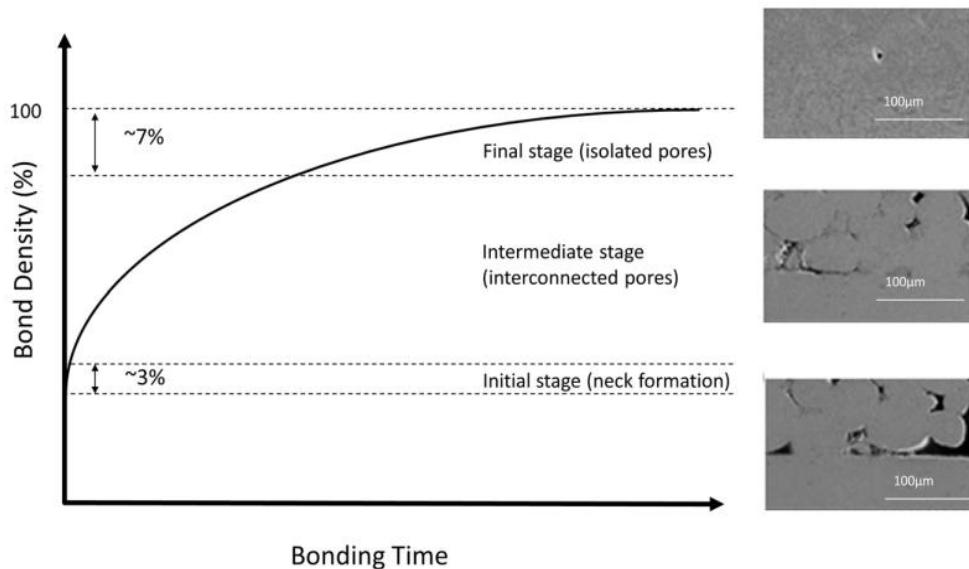 100µm
100
~7%
Final stage (isolated pores)
Bond Density (%)
Intermediate stage
(interconnected pores)
100µm
~3%
Initial stage (neck formation)
100µm
Bonding Time